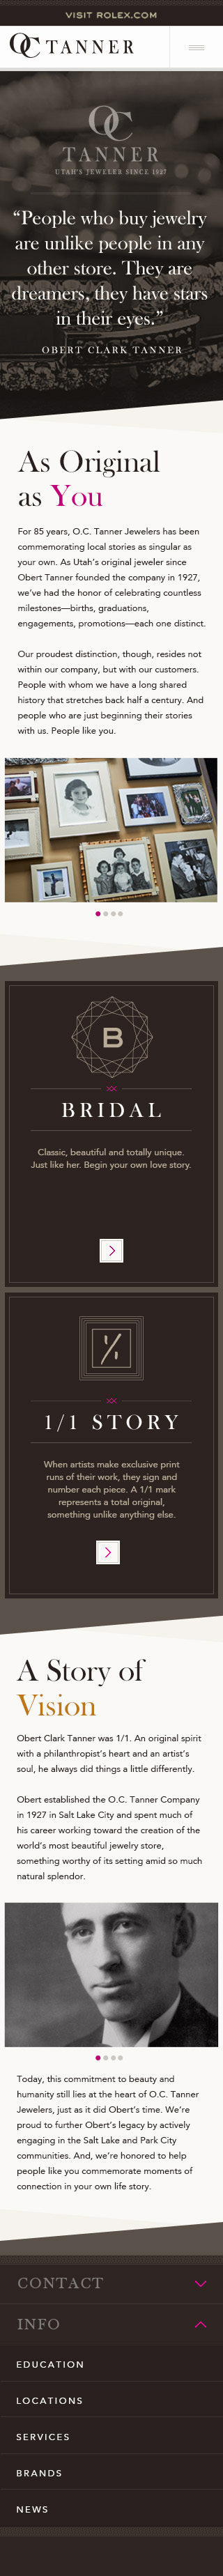 VISIT ROLEX.COM
OC TANNER
OC
TANNER
UTAH'S JEWELER SINCE 1927
“People who buy jewelry
are unlike people in any
other store. They are
dreamers, they have stars
in their eyes.”
OBERT CLARK TANNER
As Original
as You
For 85 years, O.C. Tanner Jewelers has been
commemorating local stories as singular as
your own. As Utah’s original jeweler since
Obert Tanner founded the company in 1927,
we’ve had the honor of celebrating countless
milestones—births, graduations,
engagements, promotions—each one distinct.
Our proudest distinction, though, resides not
within our company, but with our customers.
People with whom we have a long shared
history that stretches back half a century. And
people who are just beginning their stories
with us. People like you.
B
BRIDAL
Classic, beautiful and totally unique.
Just like her. Begin your own love story.
1/1
1/1 STORY
When artists make exclusive print
runs of their work, they sign and
number each piece. A 1/1 mark
represents a total original,
something unlike anything else.
A Story of
Vision
Obert Clark Tanner was 1/1. An original spirit
with a philanthropist’s heart and an artist’s
soul, he always did things a little differently.
Obert established the O.C. Tanner Company
in 1927 in Salt Lake City and spent much of
his career working toward the creation of the
world’s most beautiful jewelry store,
something worthy of its setting and said so much
natural splendor.
Today, this commitment to beauty and
humanity still lies at the heart of O.C. Tanner
Jewelers, just as it did Obert’s time. We’re
proud to further Obert’s legacy by actively
engaging in the Salt Lake and Park City
communities. And, we’re honored to help
people like you commemorate moments of
connection in your own life story.
CONTACT
INFO
EDUCATION
LOCATIONS
SERVICES
BRANDS
NEWS